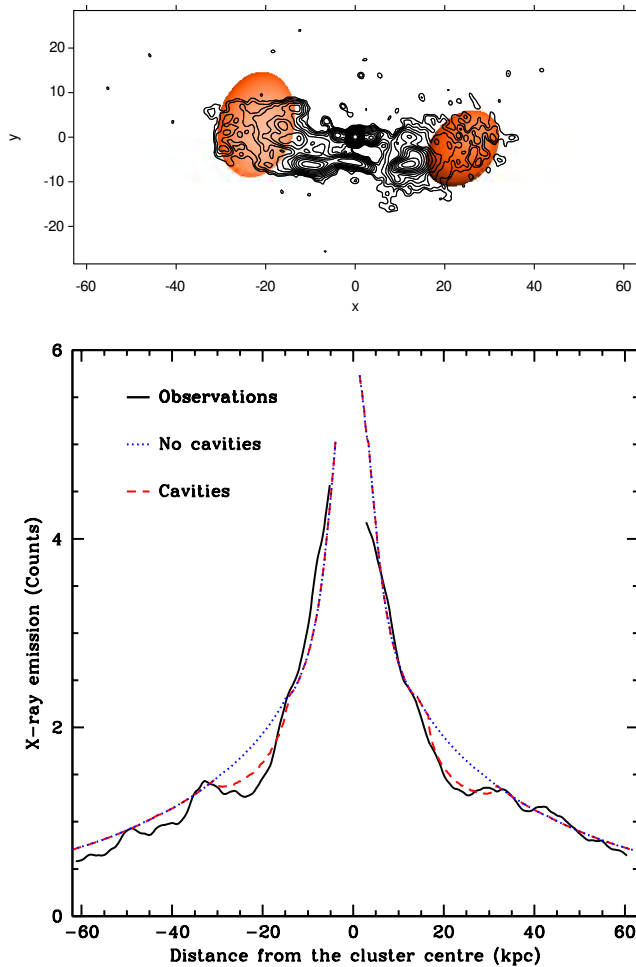 20
10
0
-10
-20
y
-60 -40 -20 0 20 40 60
x
6
4
2
0
X-ray emission (Counts)
Observations
No cavities
Cavities
−60 −40 −20 0 20 40 60
Distance from the cluster centre (kpc)